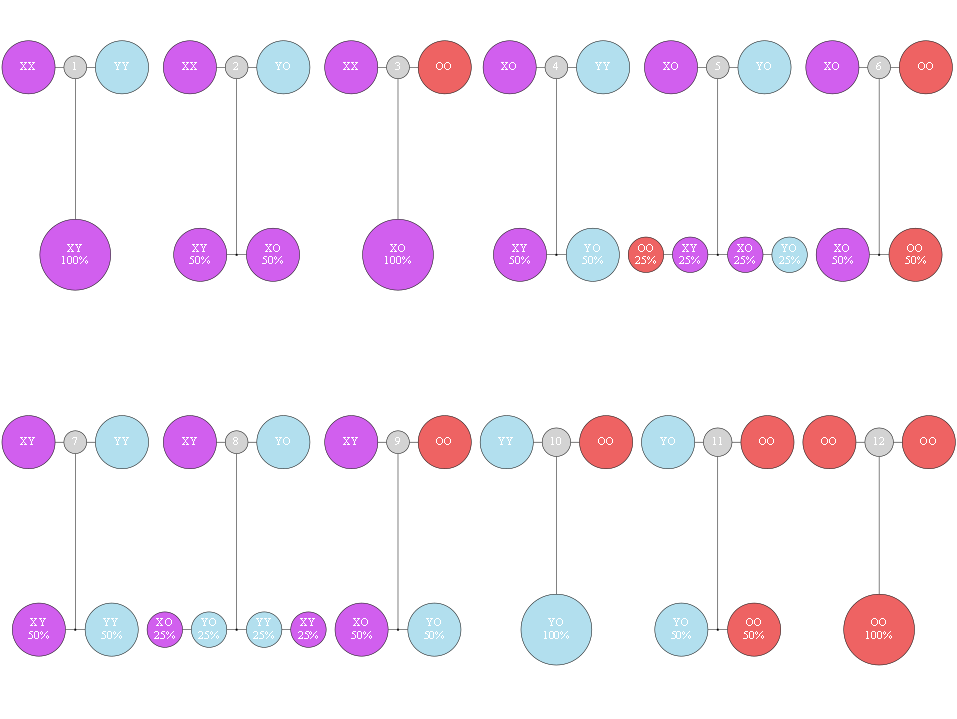 XX 1 YY
XX 2 YO
XX 3 OO
XO 4 YY
XO 5 YO
XO 6 OO
XY
100%
XY
50%
XO
50%
XO
100%
XY
50%
YO
50%
OO
25%
XY
25%
XO
25%
YO
25%
XO
50%
OO
50%
XY 7 YY
XY 8 YO
XY 9 OO
YY 10 OO
YO 11 OO
OO 12 OO
XY
50%
YY
50%
XO
25%
YO
25%
YY
25%
XY
25%
XO
50%
YO
50%
YO
100%
YO
50%
OO
50%
OO
100%